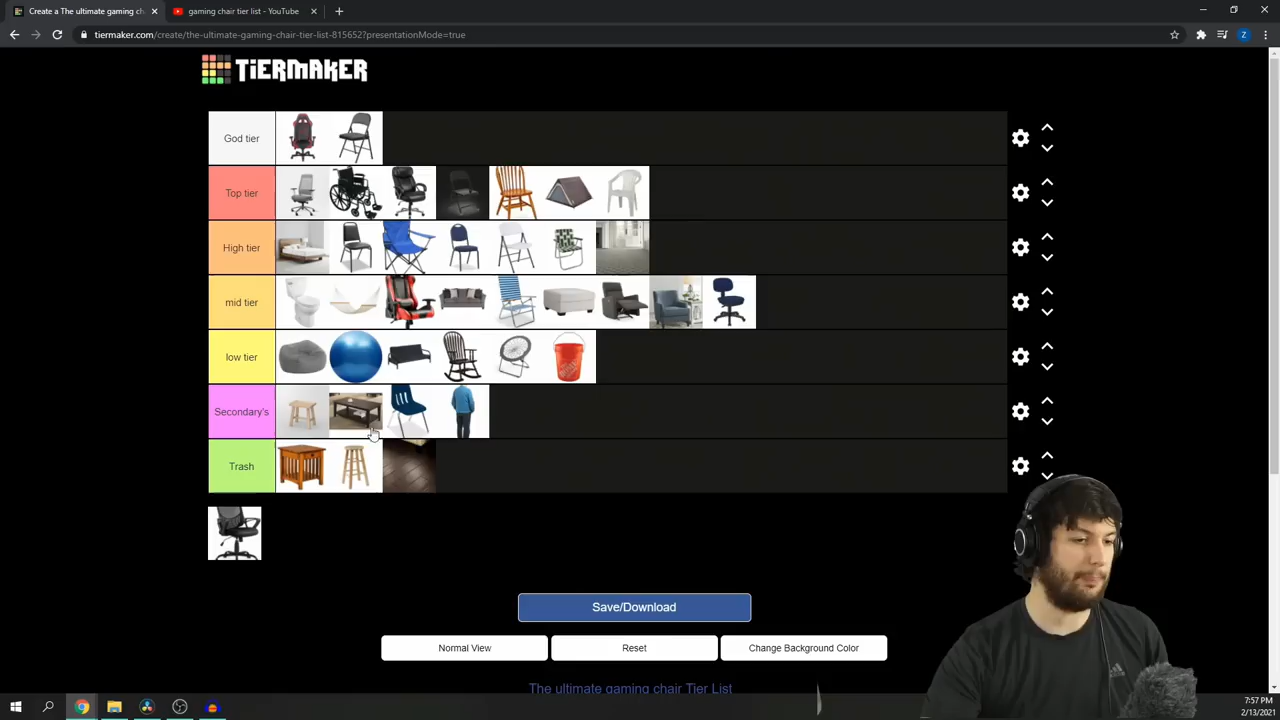 Create a The ultimate gaming ch
gaming chair tier list - YouTube
tiermaker.com/create/the-ultimate-gaming-chair-tier-list-815652?presentationMode=true
Z
TIERMAKER
God tier
Top tier
High tier
mid tier
low tier
Secondary's
Trash
Save/Download
Normal View
Reset
Change Background Color
The ultimate gaming chair Tier List
7:57 PM
2/13/2021